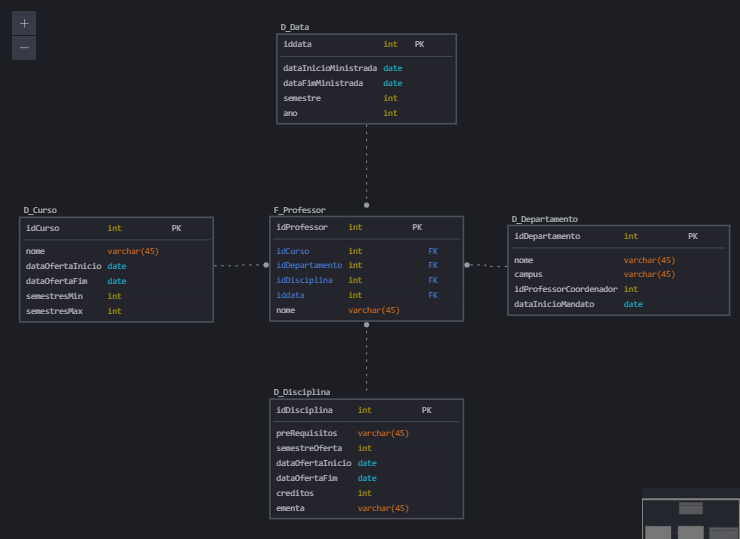 +
−
D_Data
iddata int PK
dataInicioMinistrada date
dataFimMinistrada date
semestre int
ano int
D_Curso
idCurso int PK
nome varchar(45)
dataOfertaInicio date
dataOfertaFim date
semestresMin int
semestresMax int
F_Professor
idProfessor int PK
idCurso int FK
idDepartamento int FK
idDisciplina int FK
iddata int FK
nome varchar(45)
D_Departamento
idDepartamento int PK
nome varchar(45)
campus varchar(45)
idProfessorCoordenador int
dataInicioMandato date
D_Disciplina
idDisciplina int PK
preRequisitos varchar(45)
semestreOferta int
dataOfertaInicio date
dataOfertaFim date
creditos int
ementa varchar(45)